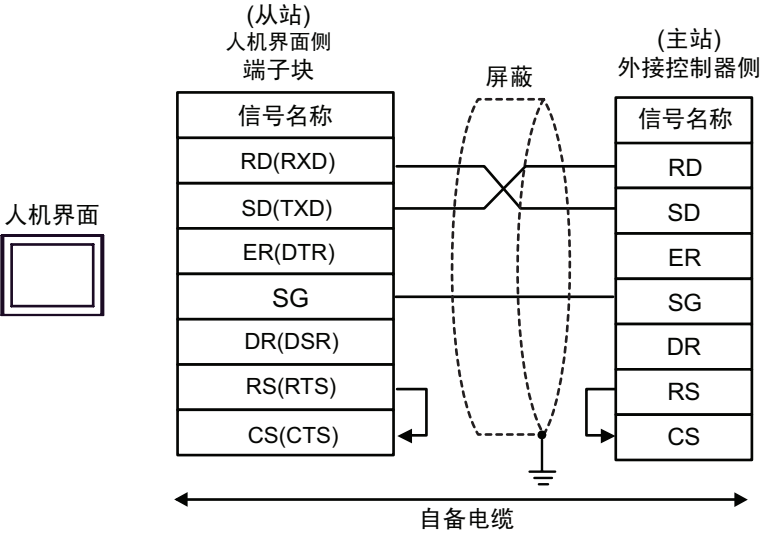 (从站)
人机界面侧
端子块
(主站)
外接控制器侧
屏蔽
人机界面
信号名称
RD(RXD)
SD(TXD)
ER(DTR)
SG
DR(DSR)
RS(RTS)
CS(CTS)
信号名称
RD
SD
ER
SG
DR
RS
CS
自备电缆